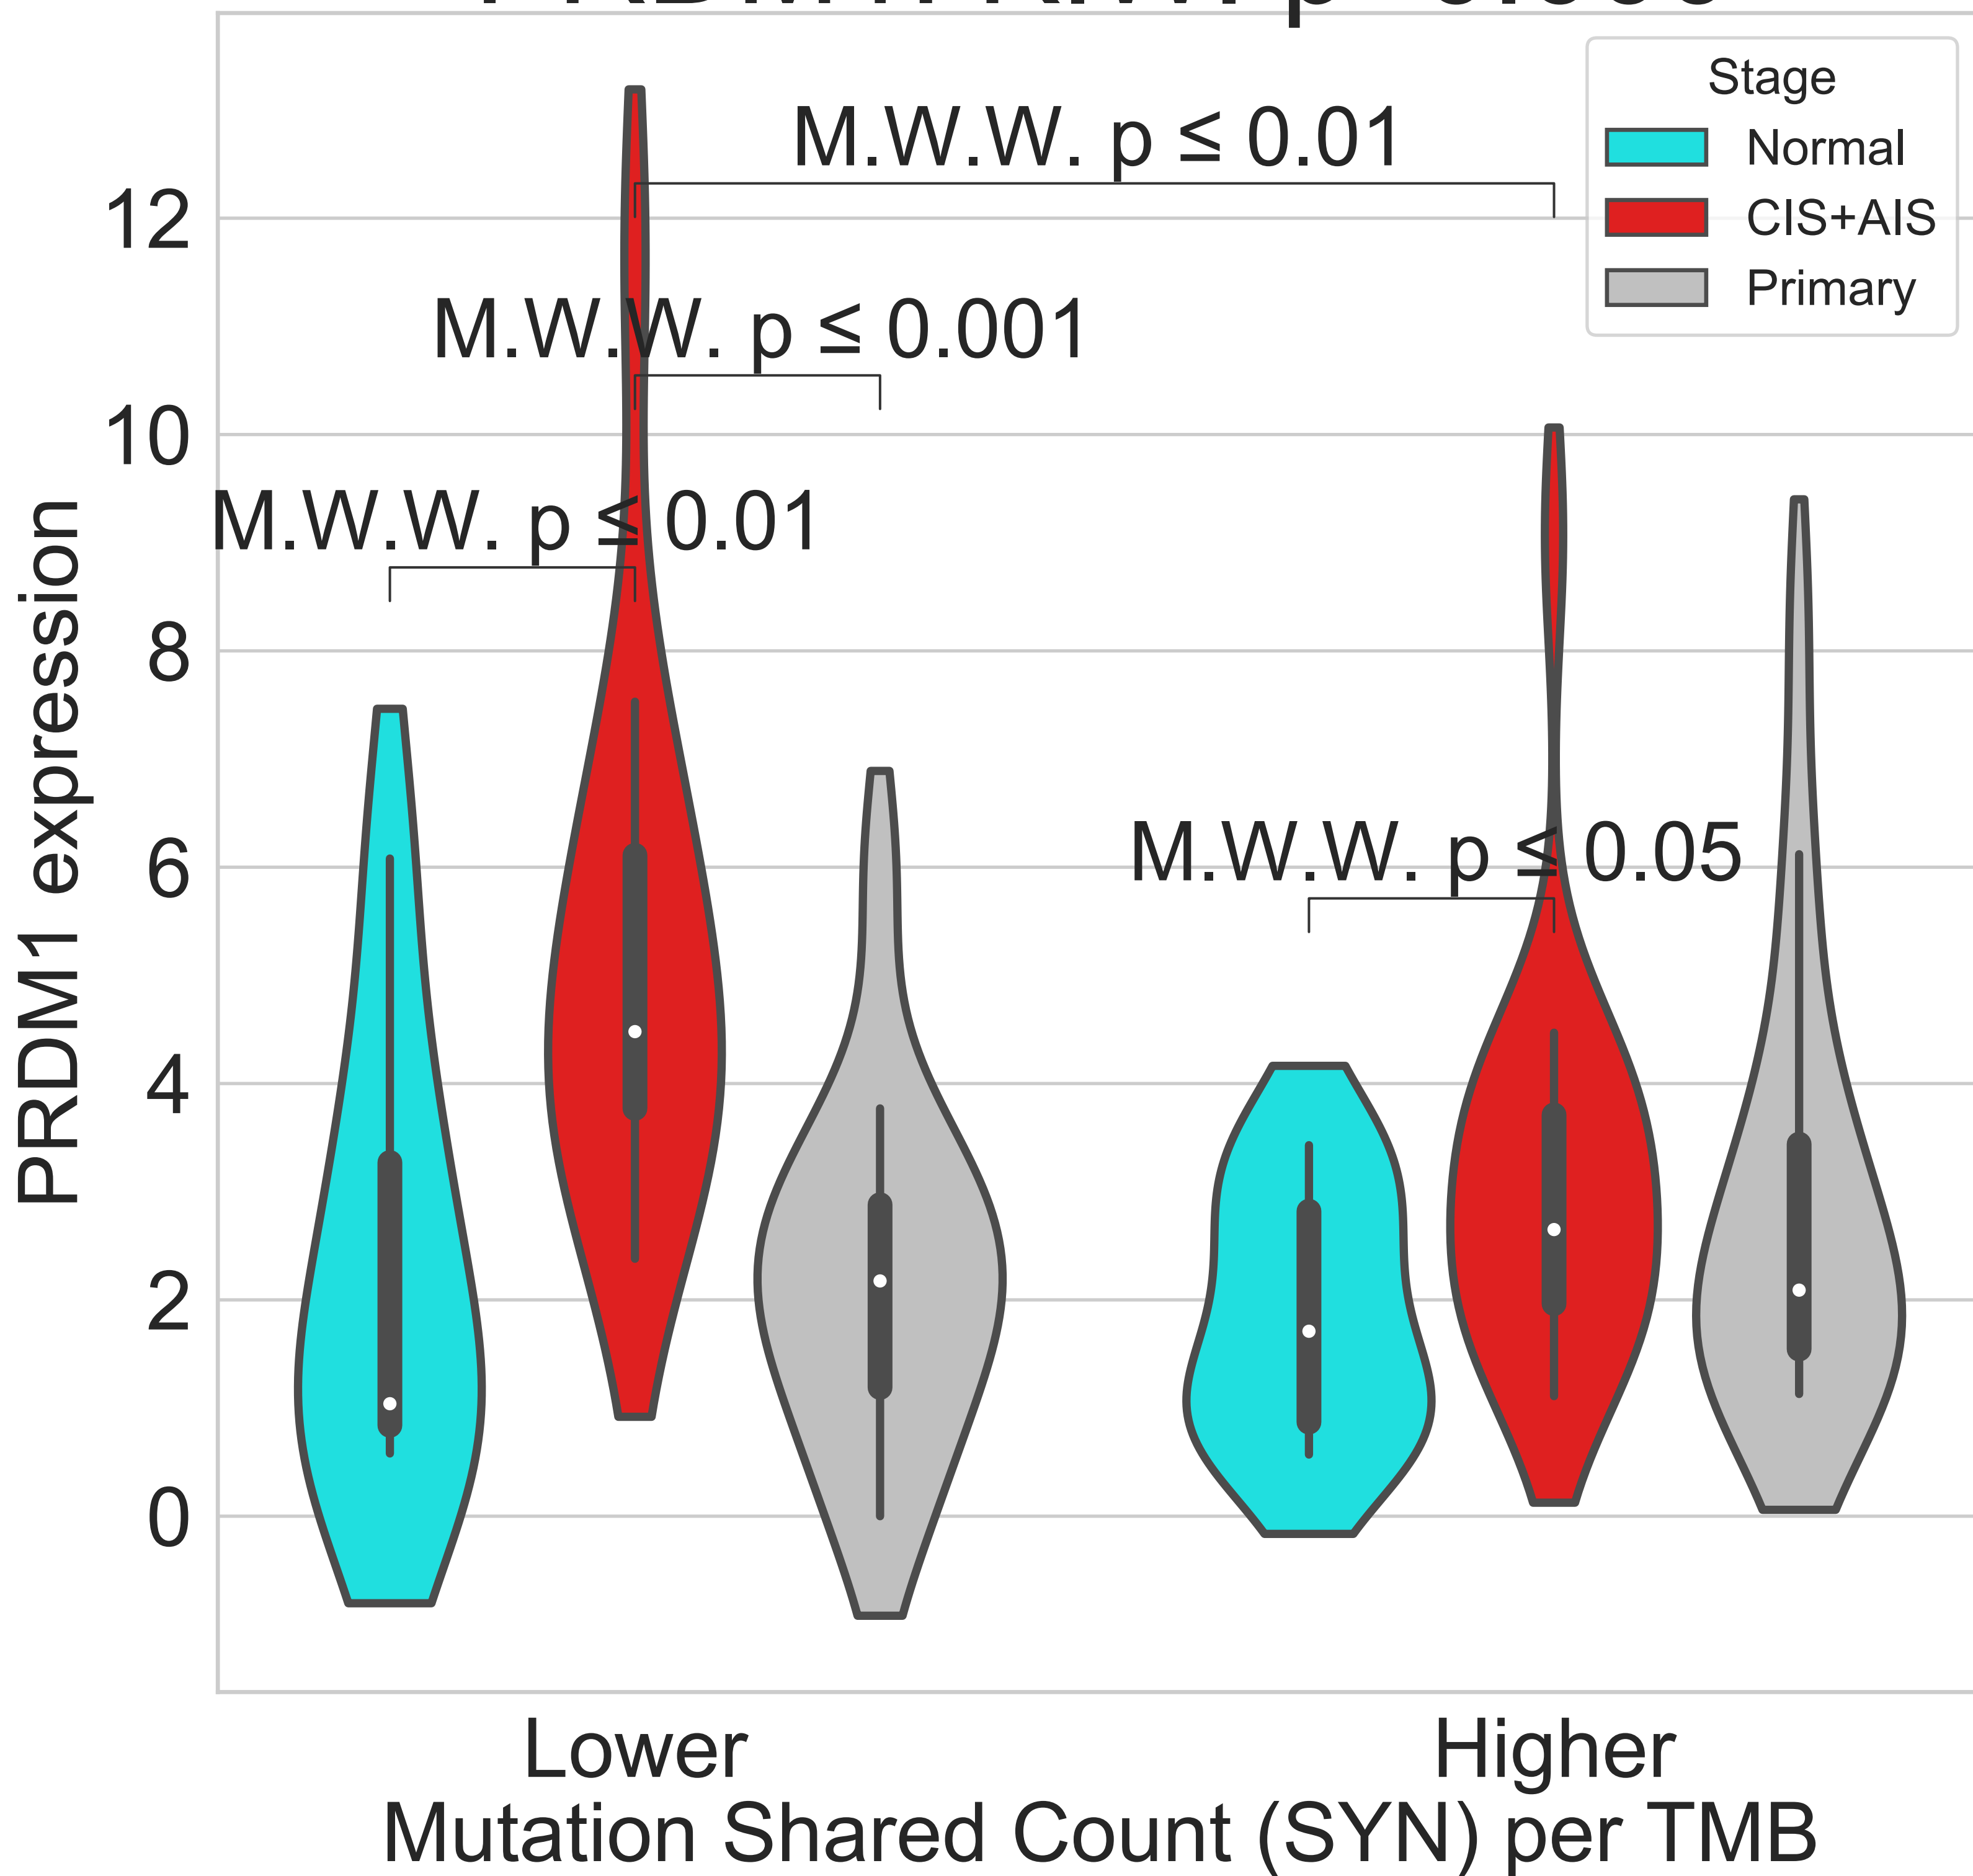 Stage
Normal
CIS+AIS
Primary
M.W.W. p ≤ 0.01
M.W.W. p ≤ 0.001
M.W.W. p ≤ 0.01
M.W.W. p ≤ 0.05
12
10
8
6
4
2
0
PRDM1 expression
Lower
Higher
Mutation Shared Count (SYN) per TMB